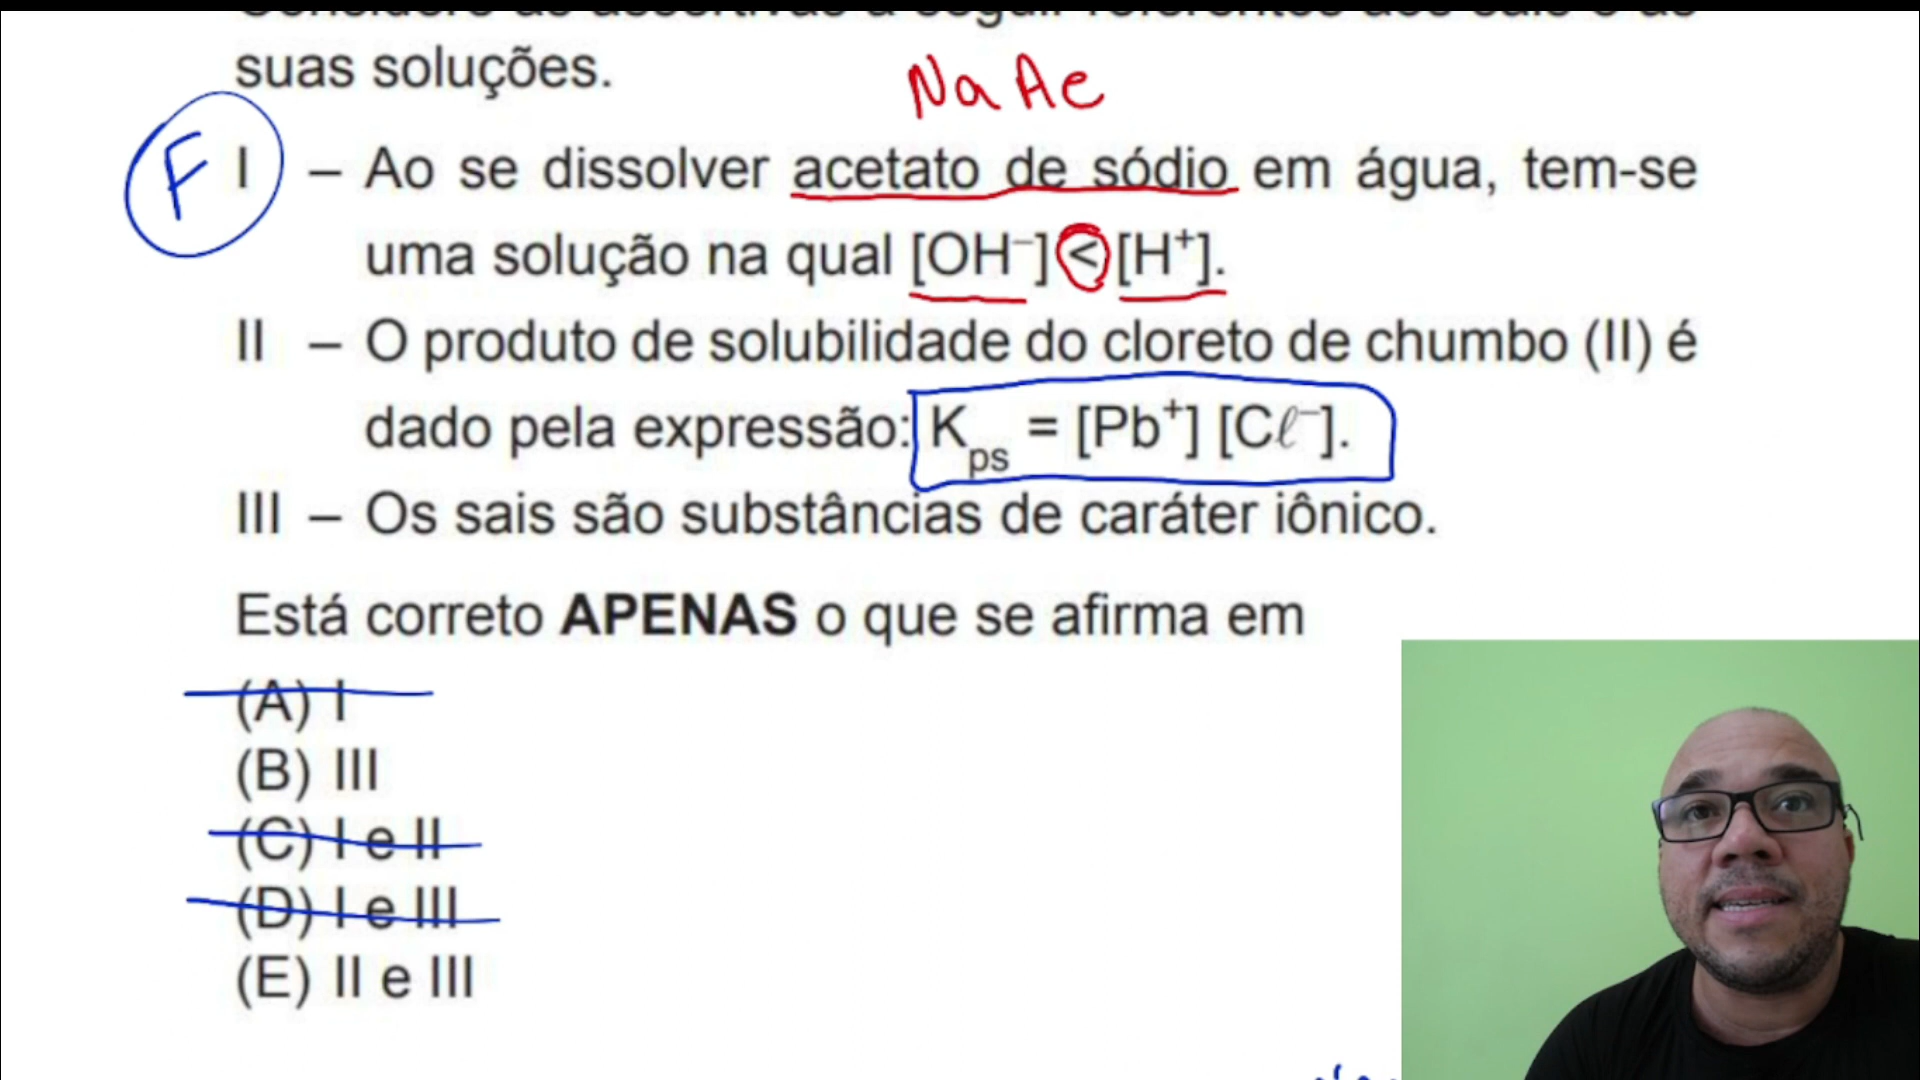 suas soluções.
Na Ac
F
I – Ao se dissolver acetato de sódio em água, tem-se
uma solução na qual [OH⁻] < [H⁺].
II – O produto de solubilidade do cloreto de chumbo (II) é
dado pela expressão: Kps = [Pb⁺] [Cℓ⁻].
III – Os sais são substâncias de caráter iônico.
Está correto APENAS o que se afirma em
(A) I
(B) III
(C) I e II
(D) I e III
(E) II e III